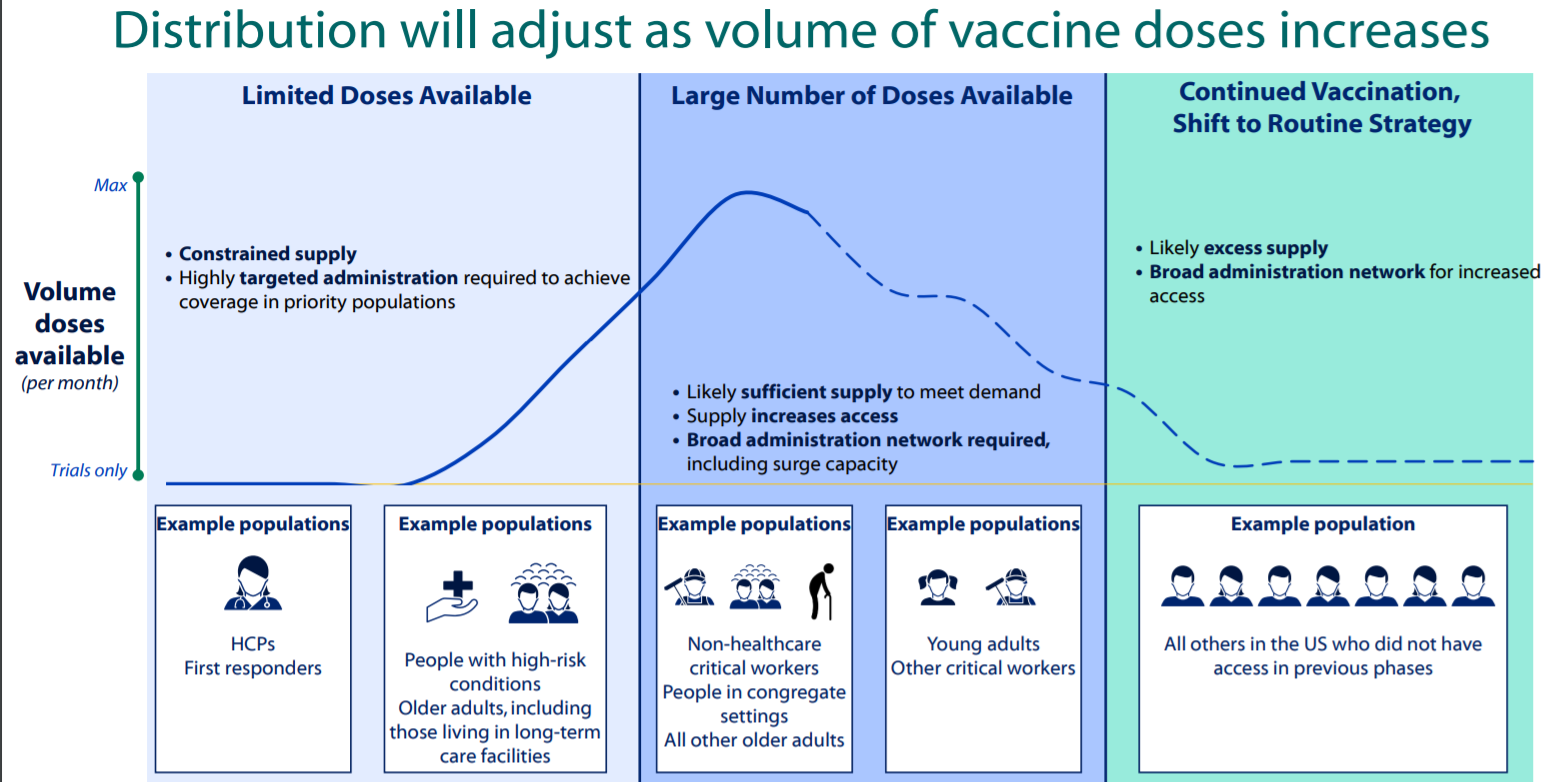 Distribution will adjust as volume of vaccine doses increases
Limited Doses Available
Large Number of Doses Available
Continued Vaccination,
Shift to Routine Strategy
Max
Volume
doses
available
(per month)
Trials only
• Constrained supply
• Highly targeted administration required to achieve
coverage in priority populations
• Likely sufficient supply to meet demand
• Supply increases access
• Broad administration network required,
including surge capacity
• Likely excess supply
• Broad administration network for increased
access
Example populations
HCPs
First responders
Example populations
People with high-risk
conditions
Older adults, including
those living in long-term
care facilities
Example populations
Non-healthcare
critical workers
People in congregate
settings
All other older adults
Example populations
Young adults
Other critical workers
Example population
All others in the US who did not have
access in previous phases